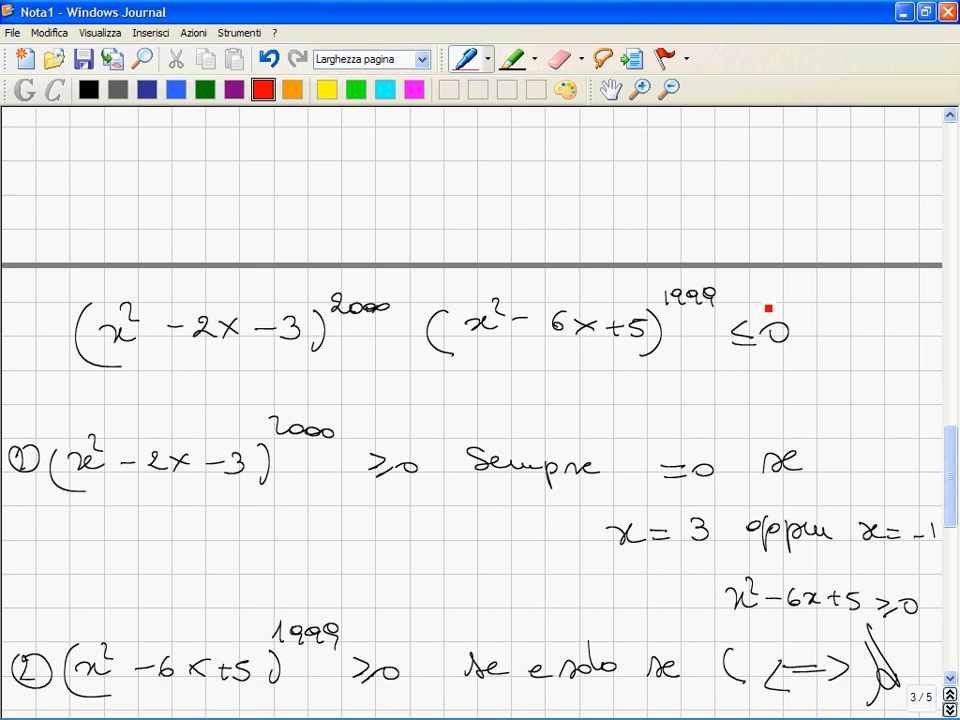 Nota1 - Windows Journal
File Modifica Visualizza Inserisci Azioni Strumenti ?
Larghezza pagina
G C
(x² - 2x - 3)²⁰⁰⁰ (x² - 6x + 5)¹⁹⁹⁹ ≤ 0
① (x² - 2x - 3)²⁰⁰⁰ ≥ 0 Sempre = 0 se
x = 3 oppure x = -1
x² - 6x + 5 ≥ 0
② (x² - 6x + 5)¹⁹⁹⁹ ≥ 0 se e solo se ( <=> )
3 / 5